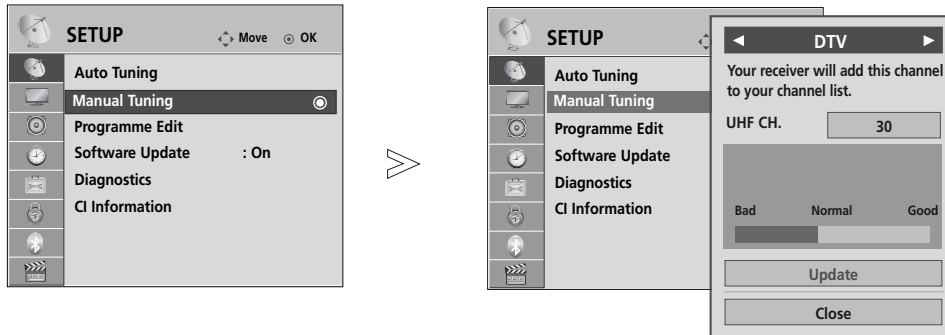 SETUP
Move
OK
Auto Tuning
Manual Tuning
Programme Edit
Software Update : On
Diagnostics
CI Information
SETUP
Auto Tuning
Manual Tuning
Programme Edit
Software Update
Diagnostics
CI Information
DTV
Your receiver will add this channel
to your channel list.
UHF CH. 30
Bad Normal Good
Update
Close